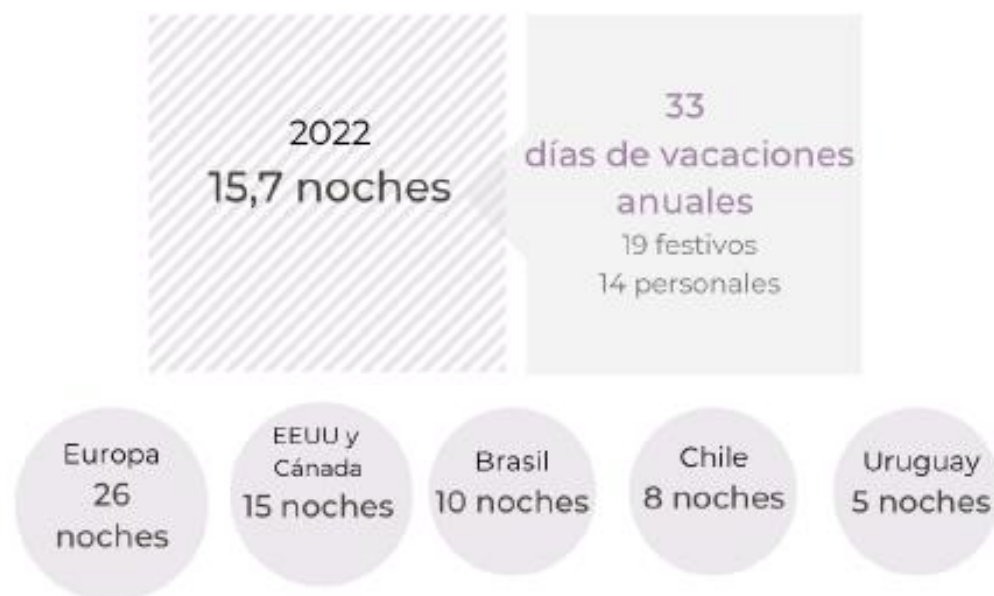 2022
15,7 noches
33
días de vacaciones
anuales
19 festivos
14 personales
Europa
26
noches
EEUU y
Cánada
15 noches
Brasil
10 noches
Chile
8 noches
Uruguay
5 noches